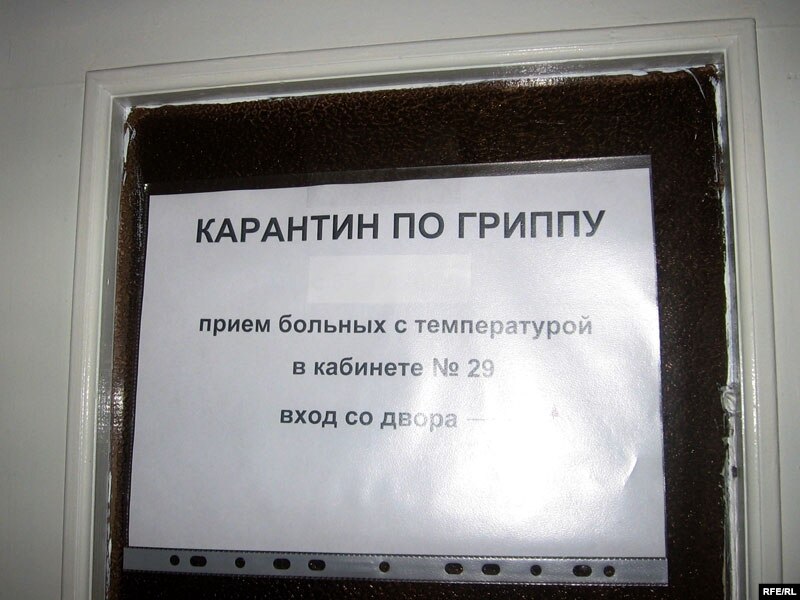 КАРАНТИН ПО ГРИППУ
прием больных с температурой
в кабинете № 29
вход со двора –
RFE/RL